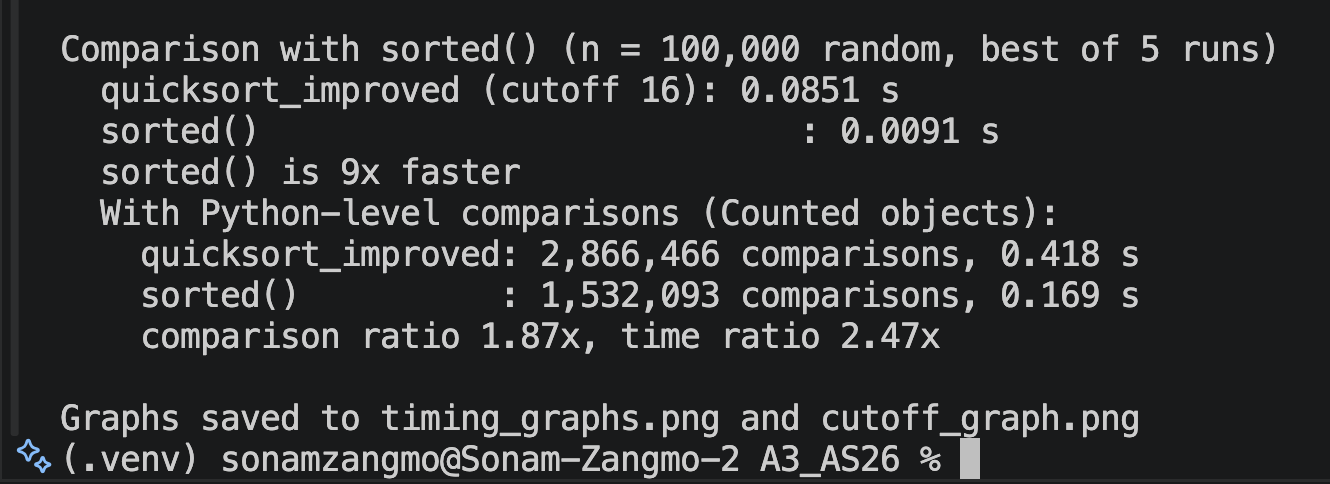 Comparison with sorted() (n = 100,000 random, best of 5 runs)
quicksort_improved (cutoff 16): 0.0851 s
sorted() : 0.0091 s
sorted() is 9x faster
With Python-level comparisons (Counted objects):
quicksort_improved: 2,866,466 comparisons, 0.418 s
sorted() : 1,532,093 comparisons, 0.169 s
comparison ratio 1.87x, time ratio 2.47x
Graphs saved to timing_graphs.png and cutoff_graph.png
(.venv) sonamzangmo@Sonam-Zangmo-2 A3_AS26 %